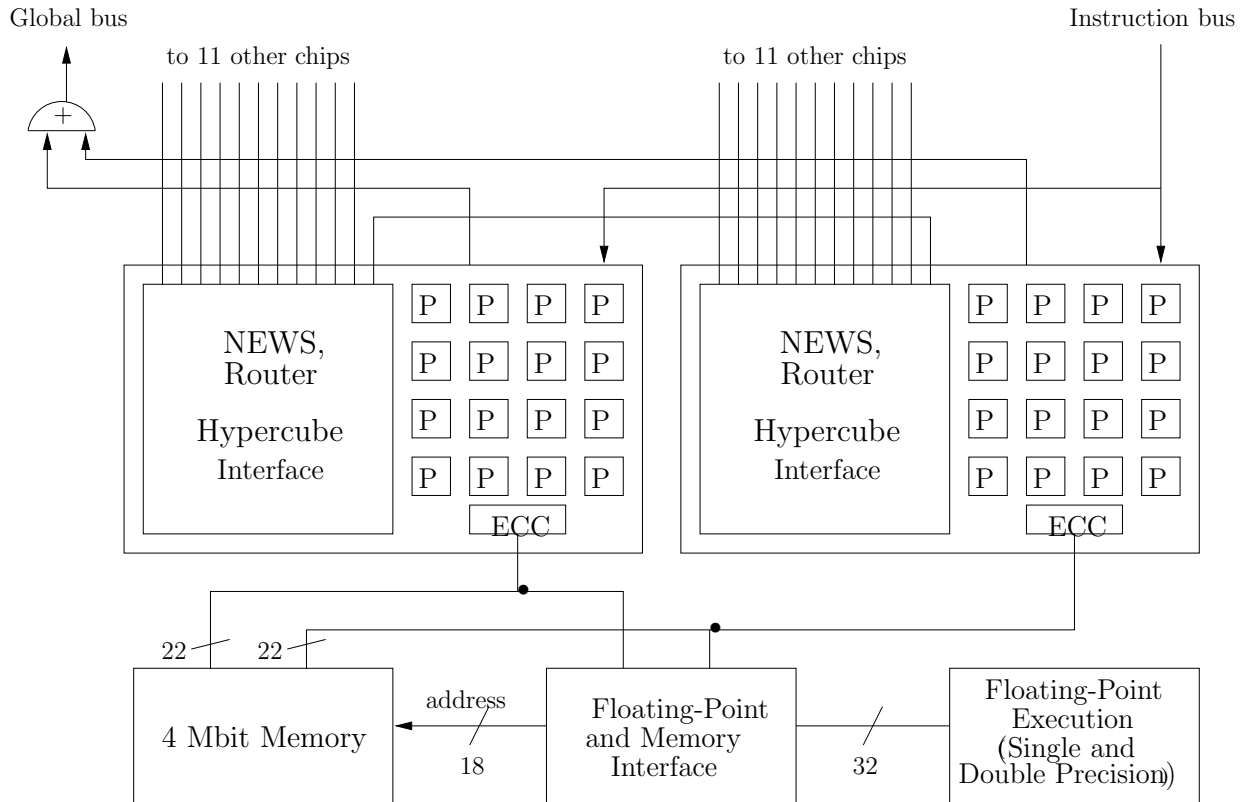 Global bus
Instruction bus
to 11 other chips
to 11 other chips
+
P P P P
P P P P
NEWS,
Router
NEWS,
Router
P P P P
P P P P
Hypercube
Interface
Hypercube
Interface
P P P P
P P P P
P P P P
P P P P
ECC
ECC
22
22
address
4 Mbit Memory
18
Floating-Point
and Memory
Interface
32
Floating-Point
Execution
(Single and
Double Precision)